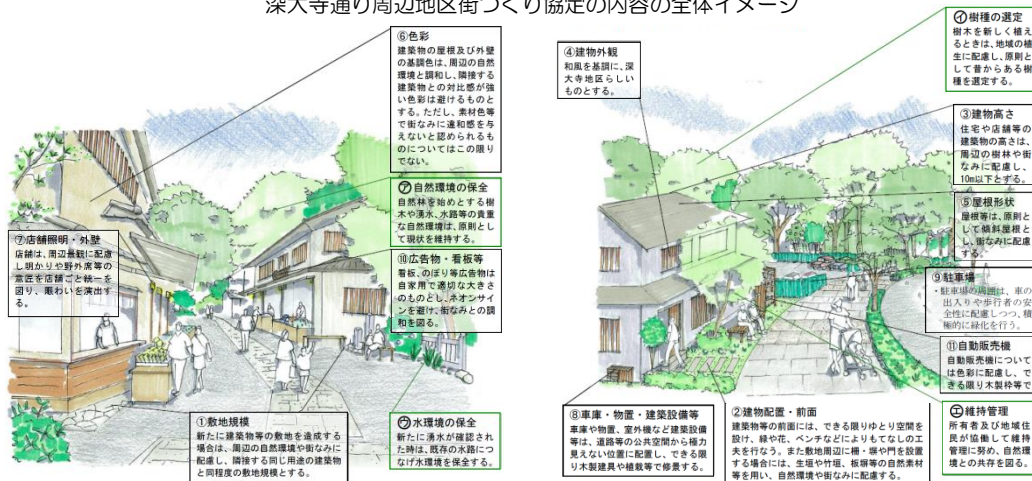 深大寺通り周辺地区街づくり協定の内容の全体イメージ
⑥色彩
建築物の屋根及び外壁
の基調色は、周辺の自然
環境と調和し、隣接する
建築物との対比感が強
い色彩は避けるものと
する。ただし、素材色等
で街なみに違和感を与
えないと認められるも
のについてはこの限り
でない。
㋐自然環境の保全
自然林を始めとする樹
木や湧水、水路等の貴重
な自然環境は、原則とし
て現状を維持する。
⑦店舗照明・外壁
店舗は、周辺景観に配慮
し明かりや野外席等の
意匠を店舗ごと統一を
図り、賑わいを演出す
る。
⑩広告物・看板等
看板、のぼり等広告物は
自家用で適切な大きさ
のものとし、ネオンサイ
ンを避け、街なみとの調
和を図る。
①敷地規模
新たに建築物等の敷地を造成する
場合は、周辺の自然環境や街なみに
配慮し、隣接する同じ用途の建築物
と同程度の敷地規模とする。
㋒水環境の保全
新たに湧水が確認され
た時は、既存の水路につ
なげ水環境を保全する。
④建物外観
和風を基調に、深
大寺地区らしい
ものとする。
㋑樹種の選定
樹木を新しく植え
るときは、地域の植
生に配慮し、原則と
して昔からある樹
種を選定する。
③建物高さ
住宅や店舗等の
建築物の高さは、
周辺の樹林や街
なみに配慮し、
10m以下とする。
⑤屋根形状
屋根等は、原則と
して傾斜屋根と
し、街なみに配慮
する。
⑨駐車場
・駐車場の周囲は、車の
出入りや歩行者の安
全性に配慮しつつ、積
極的に緑化を行う。
⑪自動販売機
自動販売機について
は色彩に配慮し、で
きる限り木製枠等で
⑧車庫・物置・建築設備等
車庫や物置、室外機など建築設備
等は、道路等の公共空間から極力
見えない位置に配置し、できる限
り木製建具や植栽等で修景する。
②建物配置・前面
建築物等の前面には、できる限りゆとり空間を
設け、緑や花、ベンチなどによりもてなしの工
夫を行なう。また敷地周辺に柵・塀や門を設置
する場合には、生垣や竹垣、板塀等の自然素材
等を用い、自然環境や街なみに配慮する。
㋓維持管理
所有者及び地域住
民が協働して維持
管理に努め、自然環
境との共存を図る。